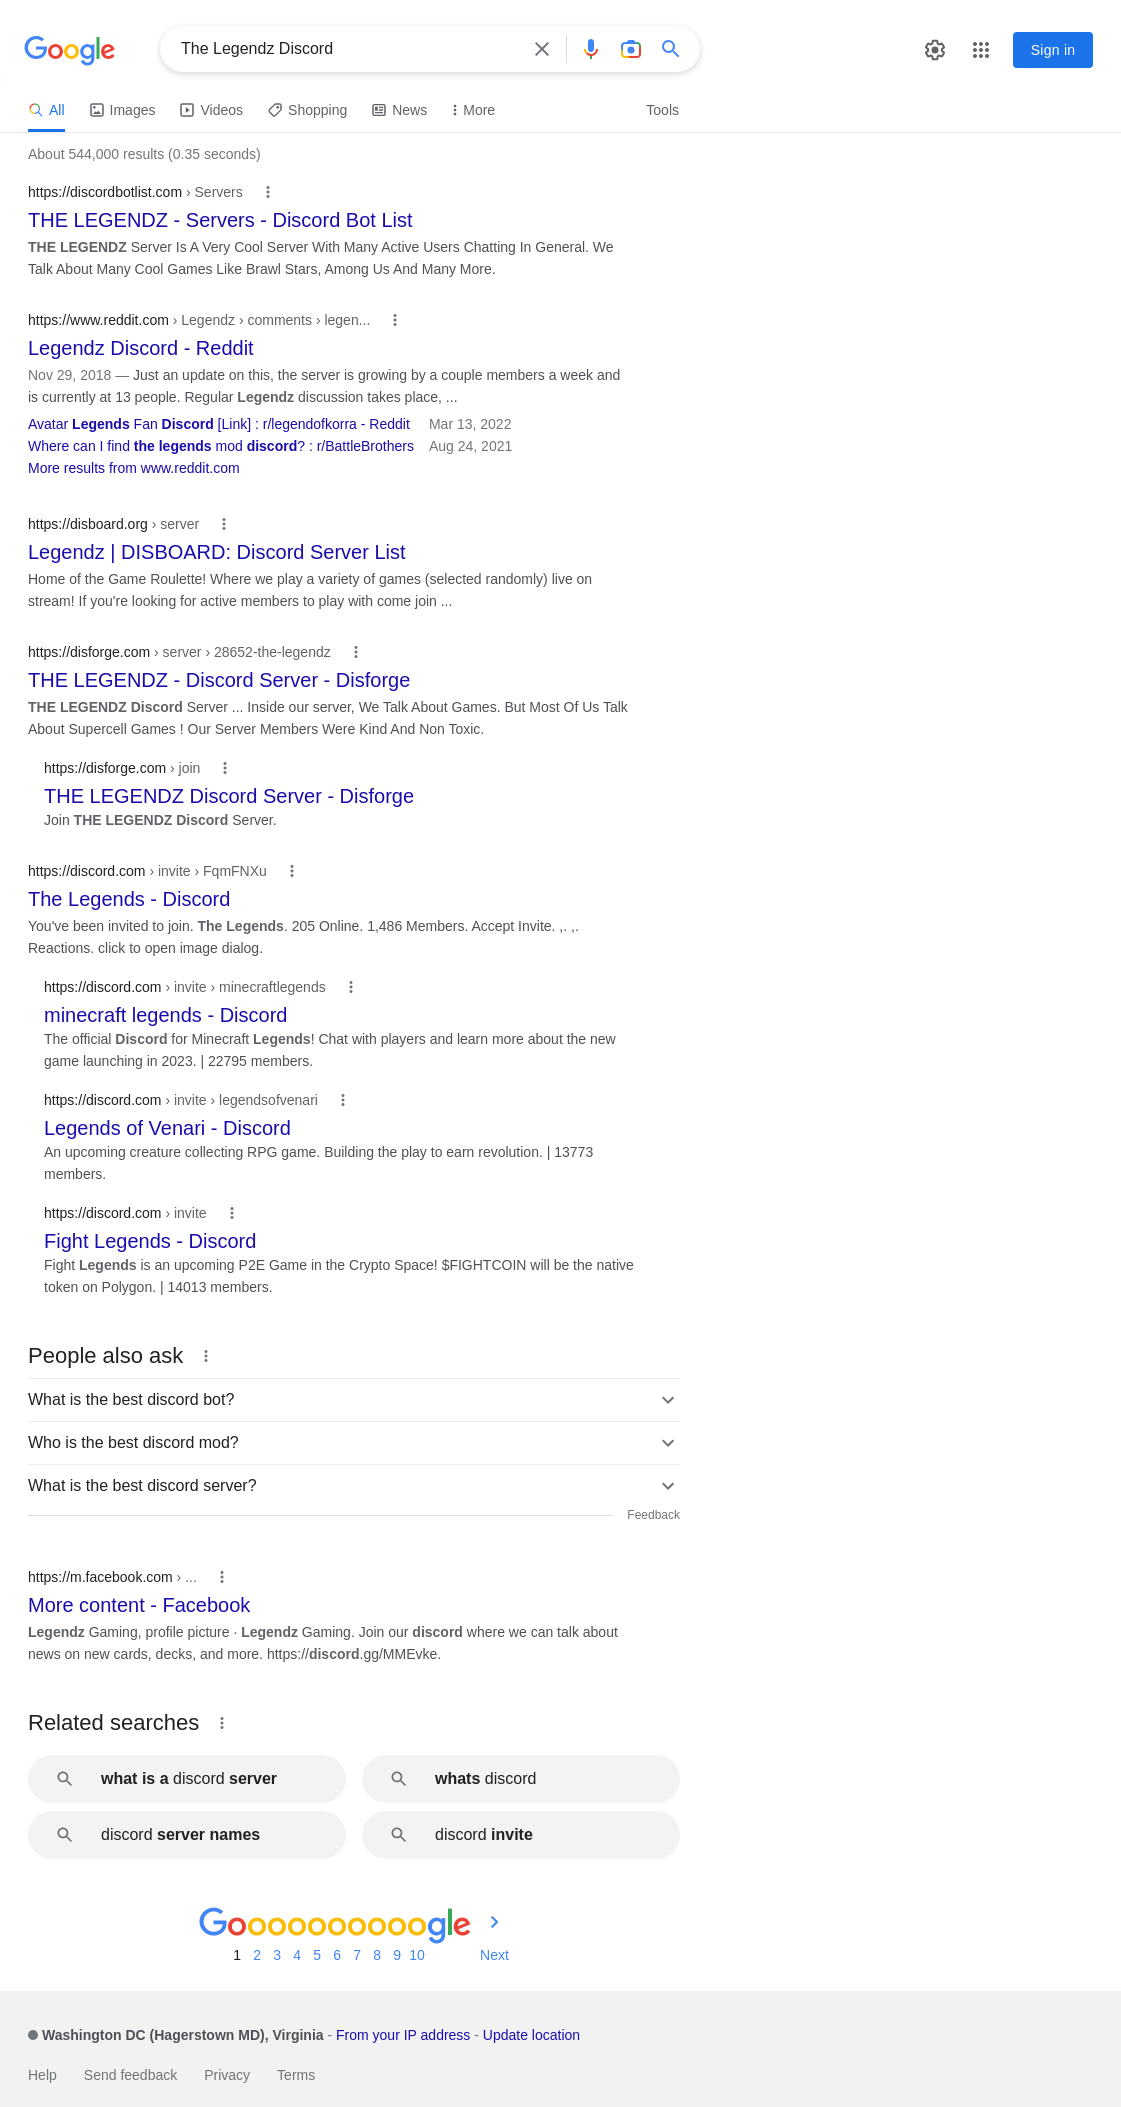 Google
The Legendz Discord
Sign in
All Images Videos Shopping News More Tools
About 544,000 results (0.35 seconds)
https://discordbotlist.com › Servers
THE LEGENDZ - Servers - Discord Bot List
THE LEGENDZ Server Is A Very Cool Server With Many Active Users Chatting In General. We
Talk About Many Cool Games Like Brawl Stars, Among Us And Many More.
https://www.reddit.com › Legendz › comments › legen...
Legendz Discord - Reddit
Nov 29, 2018 — Just an update on this, the server is growing by a couple members a week and
is currently at 13 people. Regular Legendz discussion takes place, ...
Avatar Legends Fan Discord [Link] : r/legendofkorra - Reddit Mar 13, 2022
Where can I find the legends mod discord? : r/BattleBrothers Aug 24, 2021
More results from www.reddit.com
https://disboard.org › server
Legendz | DISBOARD: Discord Server List
Home of the Game Roulette! Where we play a variety of games (selected randomly) live on
stream! If you're looking for active members to play with come join ...
https://disforge.com › server › 28652-the-legendz
THE LEGENDZ - Discord Server - Disforge
THE LEGENDZ Discord Server ... Inside our server, We Talk About Games. But Most Of Us Talk
About Supercell Games ! Our Server Members Were Kind And Non Toxic.
https://disforge.com › join
THE LEGENDZ Discord Server - Disforge
Join THE LEGENDZ Discord Server.
https://discord.com › invite › FqmFNXu
The Legends - Discord
You've been invited to join. The Legends. 205 Online. 1,486 Members. Accept Invite. ,. ,.
Reactions. click to open image dialog.
https://discord.com › invite › minecraftlegends
minecraft legends - Discord
The official Discord for Minecraft Legends! Chat with players and learn more about the new
game launching in 2023. | 22795 members.
https://discord.com › invite › legendsofvenari
Legends of Venari - Discord
An upcoming creature collecting RPG game. Building the play to earn revolution. | 13773
members.
https://discord.com › invite
Fight Legends - Discord
Fight Legends is an upcoming P2E Game in the Crypto Space! $FIGHTCOIN will be the native
token on Polygon. | 14013 members.
People also ask
What is the best discord bot?
Who is the best discord mod?
What is the best discord server?
Feedback
https://m.facebook.com › ...
More content - Facebook
Legendz Gaming, profile picture · Legendz Gaming. Join our discord where we can talk about
news on new cards, decks, and more. https://discord.gg/MMEvke.
Related searches
what is a discord server
whats discord
discord server names
discord invite
Goooooooooogle
1 2 3 4 5 6 7 8 9 10 Next
Washington DC (Hagerstown MD), Virginia - From your IP address - Update location
Help Send feedback Privacy Terms